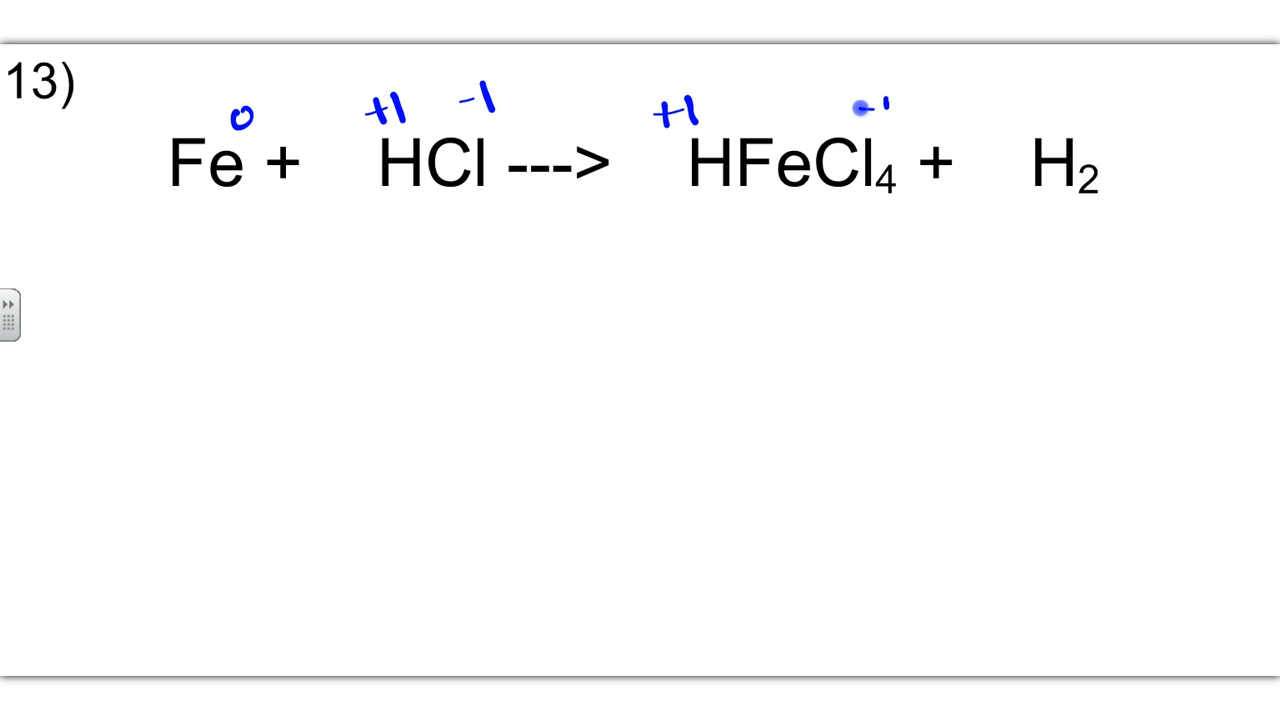 13)
0 +1 -1 +1 -1
Fe + HCl ---> HFeCl₄ + H₂